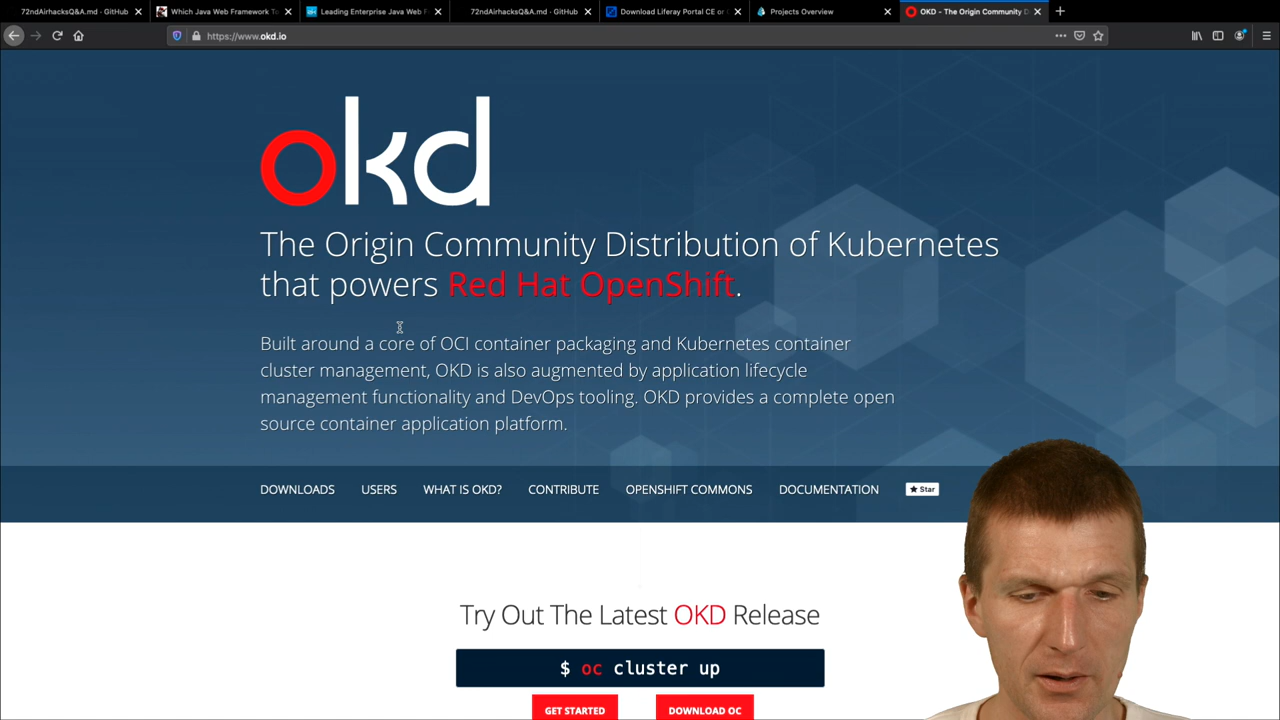 72ndAirhacksQ&A.md · GitHub
Which Java Web Framework To
Leading Enterprise Java Web F
72ndAirhacksQ&A.md · GitHub
Download Liferay Portal CE or
Projects Overview
OKD - The Origin Community D
https://www.okd.io
okd
The Origin Community Distribution of Kubernetes
that powers Red Hat OpenShift.
Built around a core of OCI container packaging and Kubernetes container
cluster management, OKD is also augmented by application lifecycle
management functionality and DevOps tooling. OKD provides a complete open
source container application platform.
DOWNLOADS
USERS
WHAT IS OKD?
CONTRIBUTE
OPENSHIFT COMMONS
DOCUMENTATION
Star
Try Out The Latest OKD Release
$ oc cluster up
GET STARTED
DOWNLOAD OC